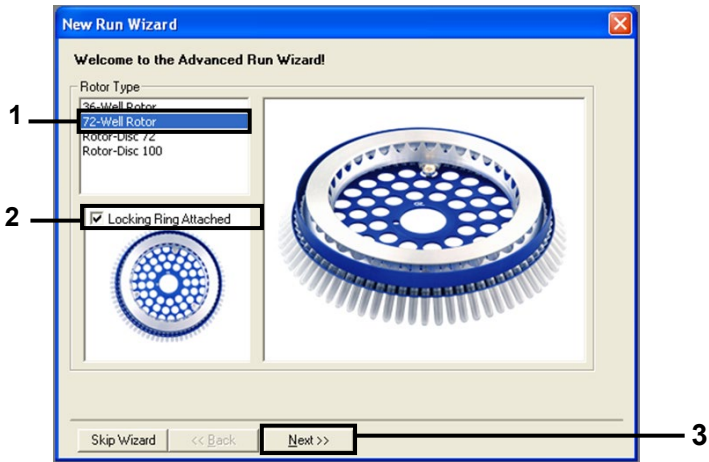 New Run Wizard
Welcome to the Advanced Run Wizard!
Rotor Type
36-Well Rotor
1
72-Well Rotor
Rotor-Disc 72
Rotor-Disc 100
2
Locking Ring Attached
Skip Wizard
<< Back
Next >>
3